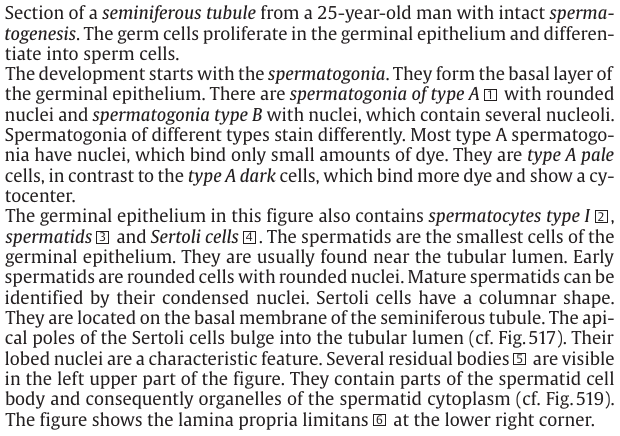 Section of a seminiferous tubule from a 25-year-old man with intact sperma-
togenesis. The germ cells proliferate in the germinal epithelium and differen-
tiate into sperm cells.
The development starts with the spermatogonia. They form the basal layer of
the germinal epithelium. There are spermatogonia of type A 1 with rounded
nuclei and spermatogonia type B with nuclei, which contain several nucleoli.
Spermatogonia of different types stain differently. Most type A spermatogo-
nia have nuclei, which bind only small amounts of dye. They are type A pale
cells, in contrast to the type A dark cells, which bind more dye and show a cy-
tocenter.
The germinal epithelium in this figure also contains spermatocytes type I 2,
spermatids 3 and Sertoli cells 4. The spermatids are the smallest cells of the
germinal epithelium. They are usually found near the tubular lumen. Early
spermatids are rounded cells with rounded nuclei. Mature spermatids can be
identified by their condensed nuclei. Sertoli cells have a columnar shape.
They are located on the basal membrane of the seminiferous tubule. The api-
cal poles of the Sertoli cells bulge into the tubular lumen (cf. Fig. 517). Their
lobed nuclei are a characteristic feature. Several residual bodies 5 are visible
in the left upper part of the figure. They contain parts of the spermatid cell
body and consequently organelles of the spermatid cytoplasm (cf. Fig. 519).
The figure shows the lamina propria limitans 6 at the lower right corner.